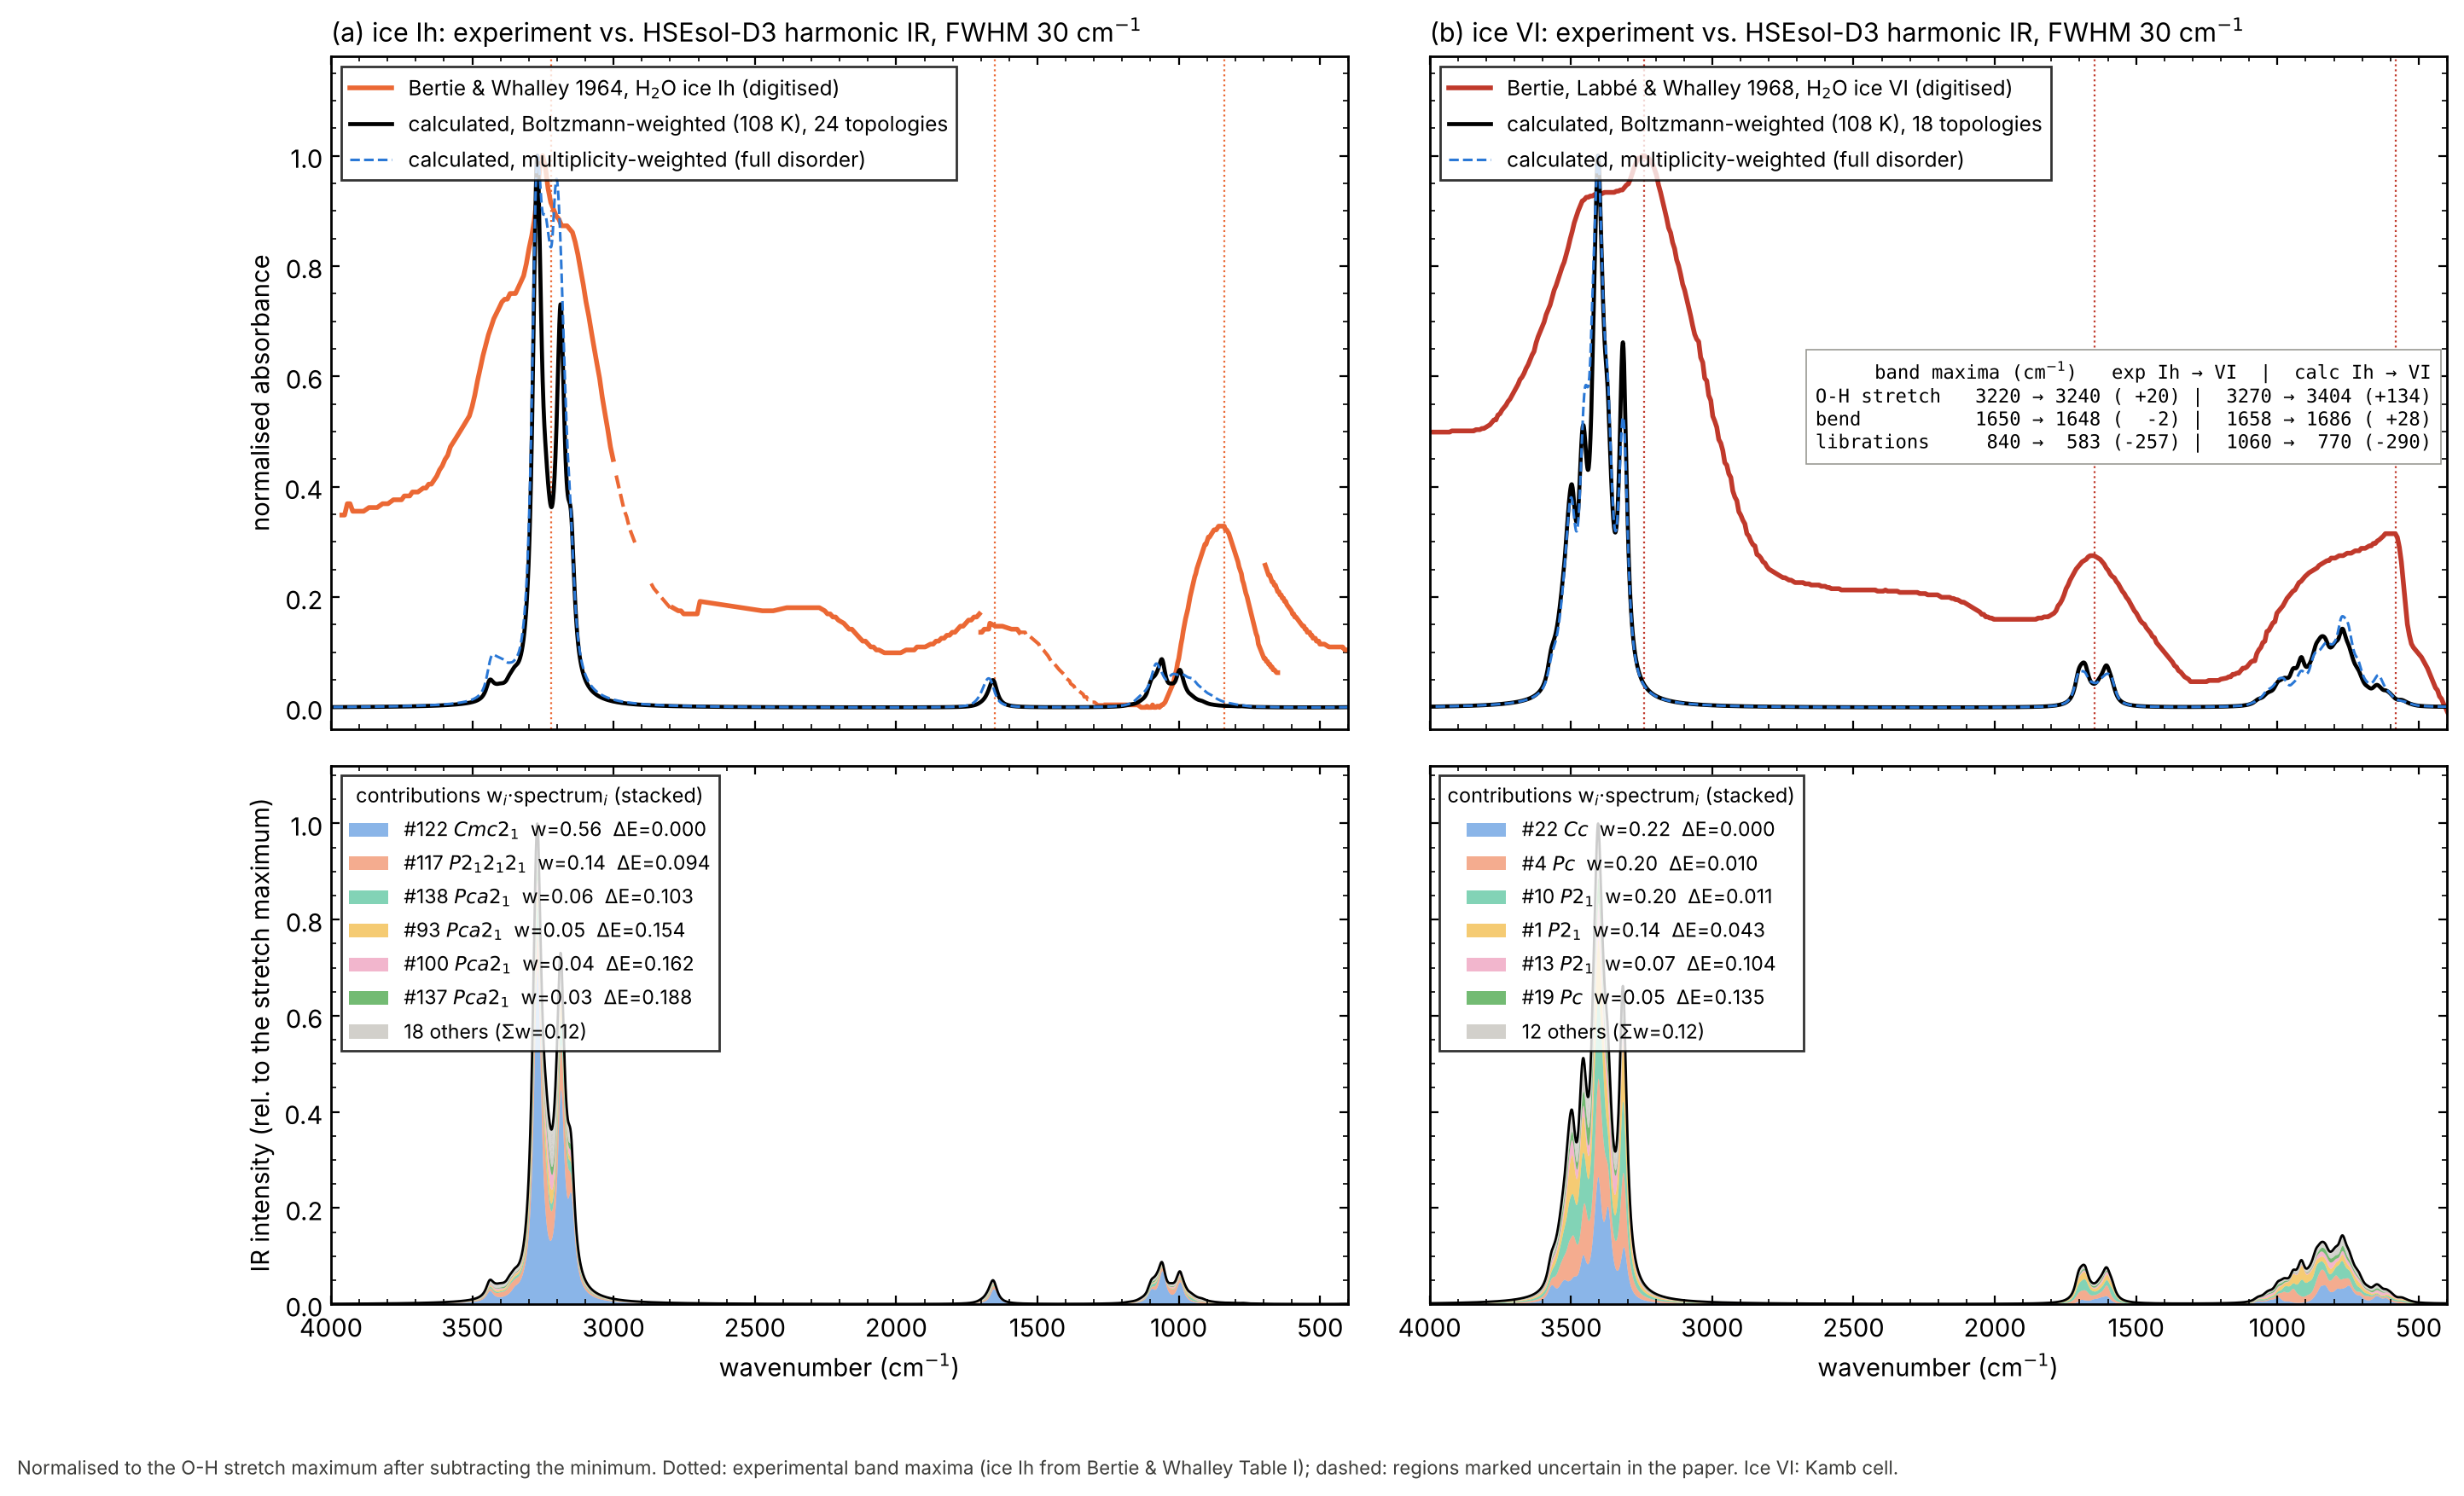 (a) ice Ih: experiment vs. HSEsol-D3 harmonic IR, FWHM 30 cm⁻¹
Bertie & Whalley 1964, H₂O ice Ih (digitised)
calculated, Boltzmann-weighted (108 K), 24 topologies
calculated, multiplicity-weighted (full disorder)
normalised absorbance
1.0
0.8
0.6
0.4
0.2
0.0
(b) ice VI: experiment vs. HSEsol-D3 harmonic IR, FWHM 30 cm⁻¹
Bertie, Labbé & Whalley 1968, H₂O ice VI (digitised)
calculated, Boltzmann-weighted (108 K), 18 topologies
calculated, multiplicity-weighted (full disorder)
band maxima (cm⁻¹) exp Ih → VI | calc Ih → VI
O-H stretch 3220 → 3240 ( +20) | 3270 → 3404 (+134)
bend 1650 → 1648 ( -2) | 1658 → 1686 ( +28)
librations 840 → 583 (-257) | 1060 → 770 (-290)
contributions wᵢ·spectrumᵢ (stacked)
#122 Cmc2₁ w=0.56 ΔE=0.000
#117 P2₁2₁2₁ w=0.14 ΔE=0.094
#138 Pca2₁ w=0.06 ΔE=0.103
#93 Pca2₁ w=0.05 ΔE=0.154
#100 Pca2₁ w=0.04 ΔE=0.162
#137 Pca2₁ w=0.03 ΔE=0.188
18 others (Σw=0.12)
IR intensity (rel. to the stretch maximum)
1.0
0.8
0.6
0.4
0.2
0.0
4000 3500 3000 2500 2000 1500 1000 500
wavenumber (cm⁻¹)
contributions wᵢ·spectrumᵢ (stacked)
#22 Cc w=0.22 ΔE=0.000
#4 Pc w=0.20 ΔE=0.010
#10 P2₁ w=0.20 ΔE=0.011
#1 P2₁ w=0.14 ΔE=0.043
#13 P2₁ w=0.07 ΔE=0.104
#19 Pc w=0.05 ΔE=0.135
12 others (Σw=0.12)
4000 3500 3000 2500 2000 1500 1000 500
wavenumber (cm⁻¹)
Normalised to the O-H stretch maximum after subtracting the minimum. Dotted: experimental band maxima (ice Ih from Bertie & Whalley Table I); dashed: regions marked uncertain in the paper. Ice VI: Kamb cell.